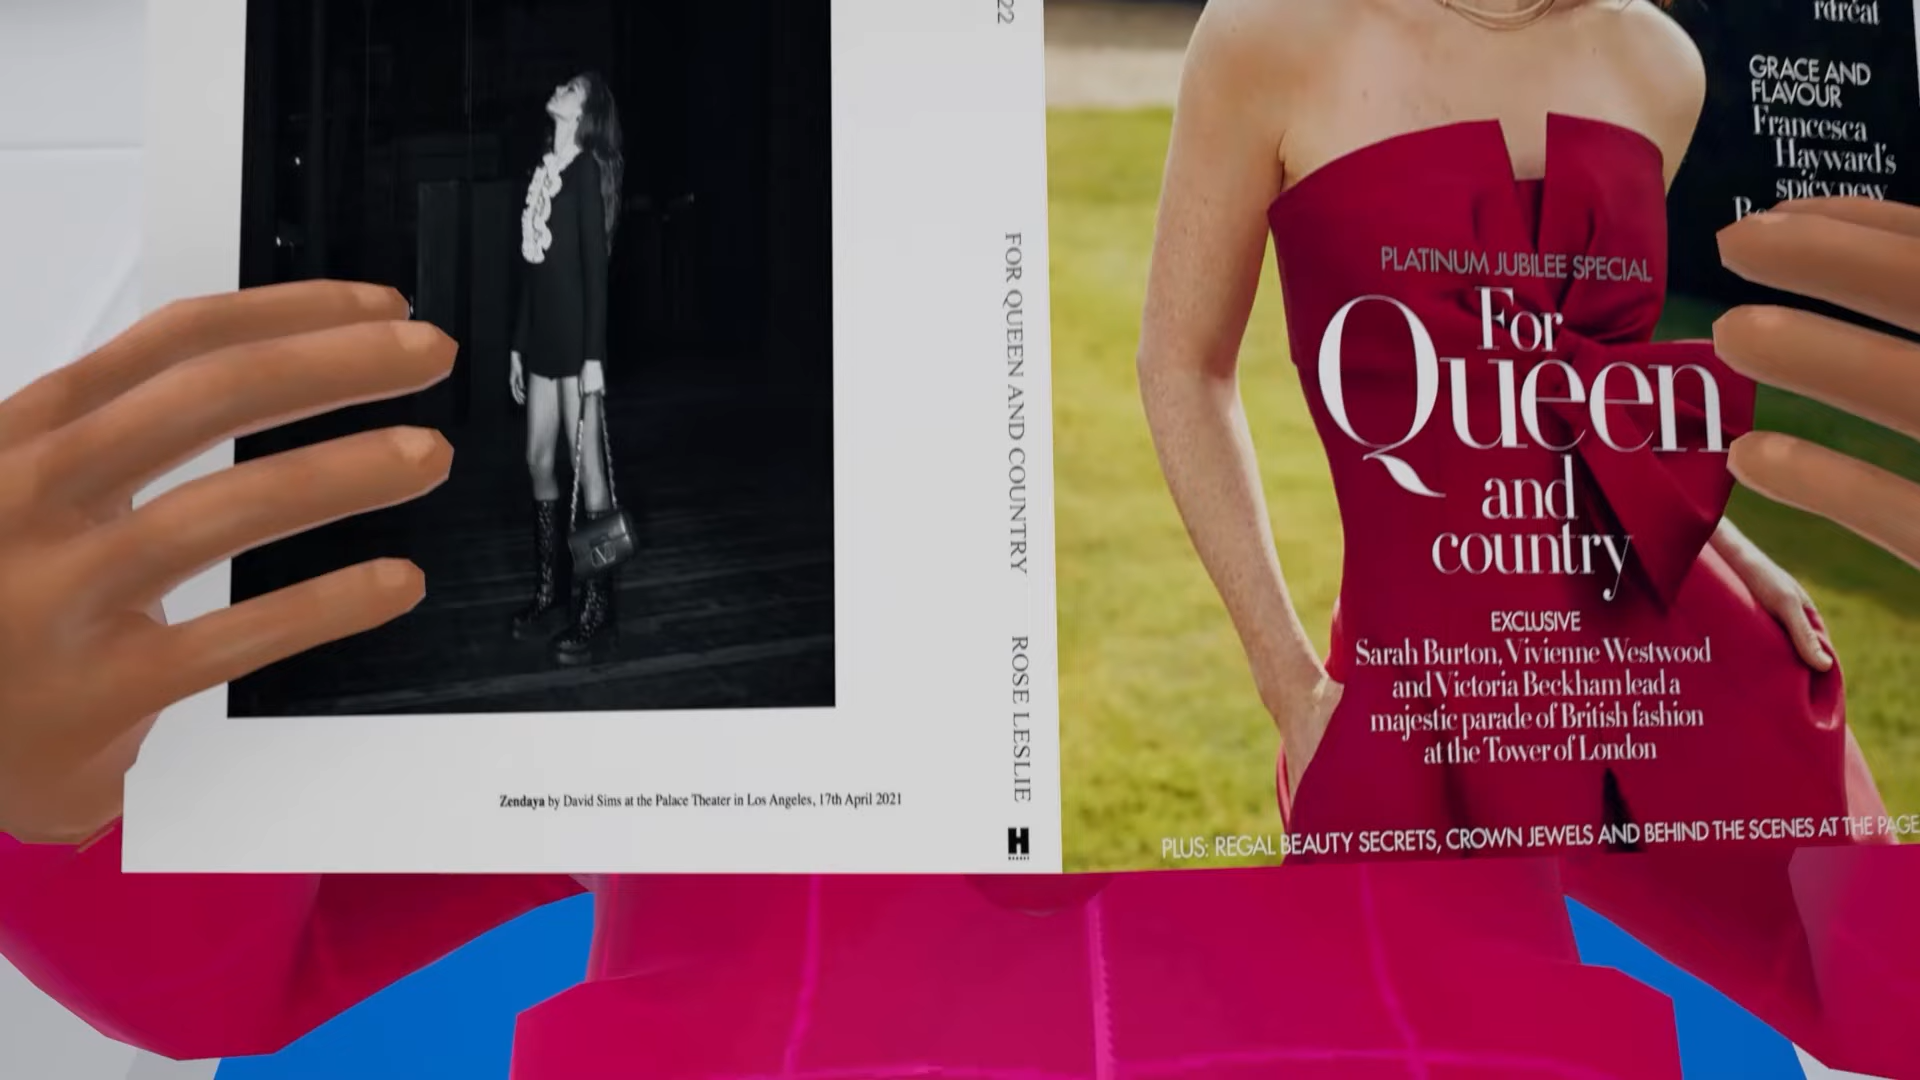 Zendaya by David Sims at the Palace Theater in Los Angeles, 17th April 2021
22
FOR QUEEN AND COUNTRY
ROSE LESLIE
H
GRACE AND
FLAVOUR
Francesca
Hayward's
spicy new
PLATINUM JUBILEE SPECIAL
For
Queen
and
country
EXCLUSIVE
Sarah Burton, Vivienne Westwood
and Victoria Beckham lead a
majestic parade of British fashion
at the Tower of London
PLUS: REGAL BEAUTY SECRETS, CROWN JEWELS AND BEHIND THE SCENES AT THE PAGE